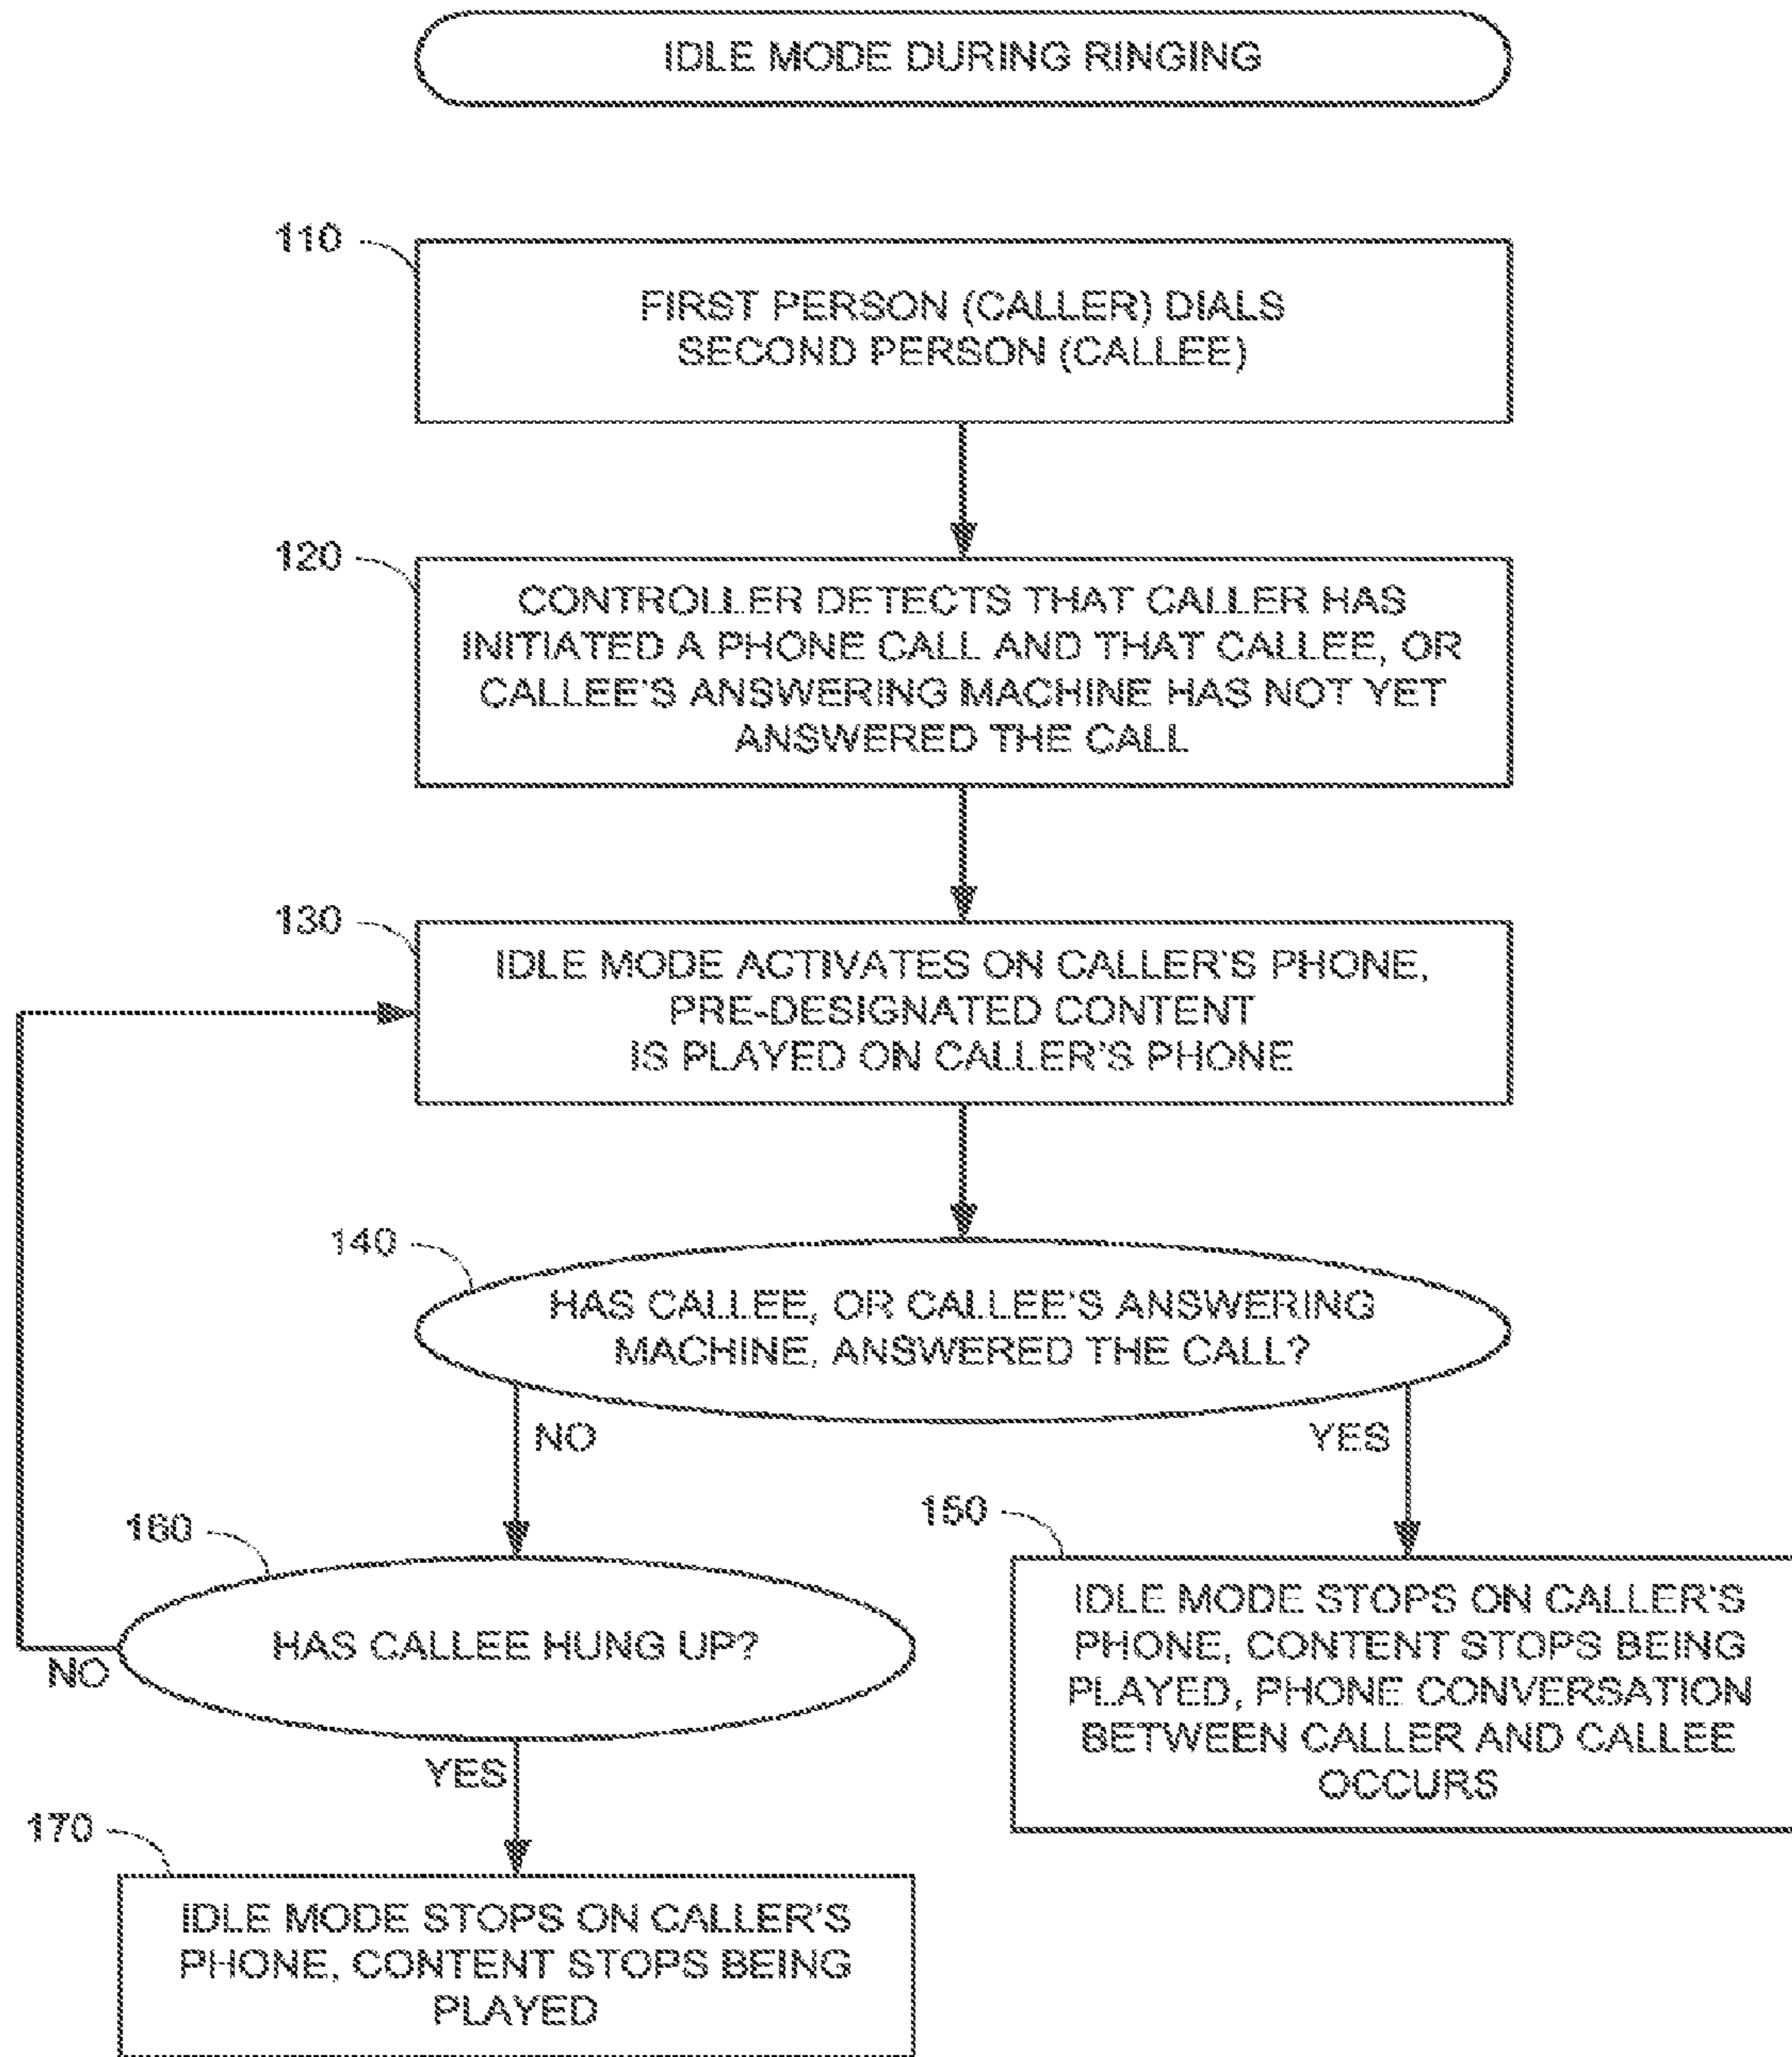 IDLE MODE DURING RINGING
110
FIRST PERSON (CALLER) DIALS
SECOND PERSON (CALLEE)
120
CONTROLLER DETECTS THAT CALLER HAS
INITIATED A PHONE CALL AND THAT CALLEE, OR
CALLEE'S ANSWERING MACHINE HAS NOT YET
ANSWERED THE CALL
130
IDLE MODE ACTIVATES ON CALLER'S PHONE,
PRE-DESIGNATED CONTENT
IS PLAYED ON CALLER'S PHONE
140
HAS CALLEE, OR CALLEE'S ANSWERING
MACHINE, ANSWERED THE CALL?
NO
YES
160
HAS CALLEE HUNG UP?
NO
YES
150
IDLE MODE STOPS ON CALLER'S
PHONE, CONTENT STOPS BEING
PLAYED, PHONE CONVERSATION
BETWEEN CALLER AND CALLEE
OCCURS
170
IDLE MODE STOPS ON CALLER'S
PHONE, CONTENT STOPS BEING
PLAYED